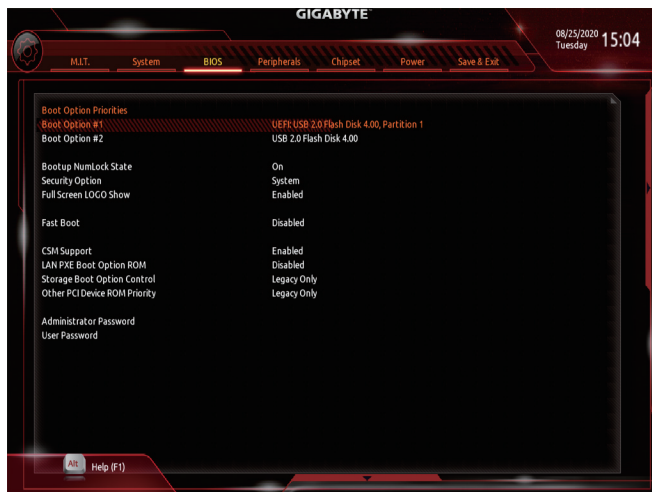 GIGABYTE™
08/25/2020 15:04
Tuesday
M.I.T. System BIOS Peripherals Chipset Power Save & Exit
Boot Option Priorities
Boot Option #1 UEFI: USB 2.0 Flash Disk 4.00, Partition 1
Boot Option #2 USB 2.0 Flash Disk 4.00
Bootup NumLock State On
Security Option System
Full Screen LOGO Show Enabled
Fast Boot Disabled
CSM Support Enabled
LAN PXE Boot Option ROM Disabled
Storage Boot Option Control Legacy Only
Other PCI Device ROM Priority Legacy Only
Administrator Password
User Password
Alt Help (F1)